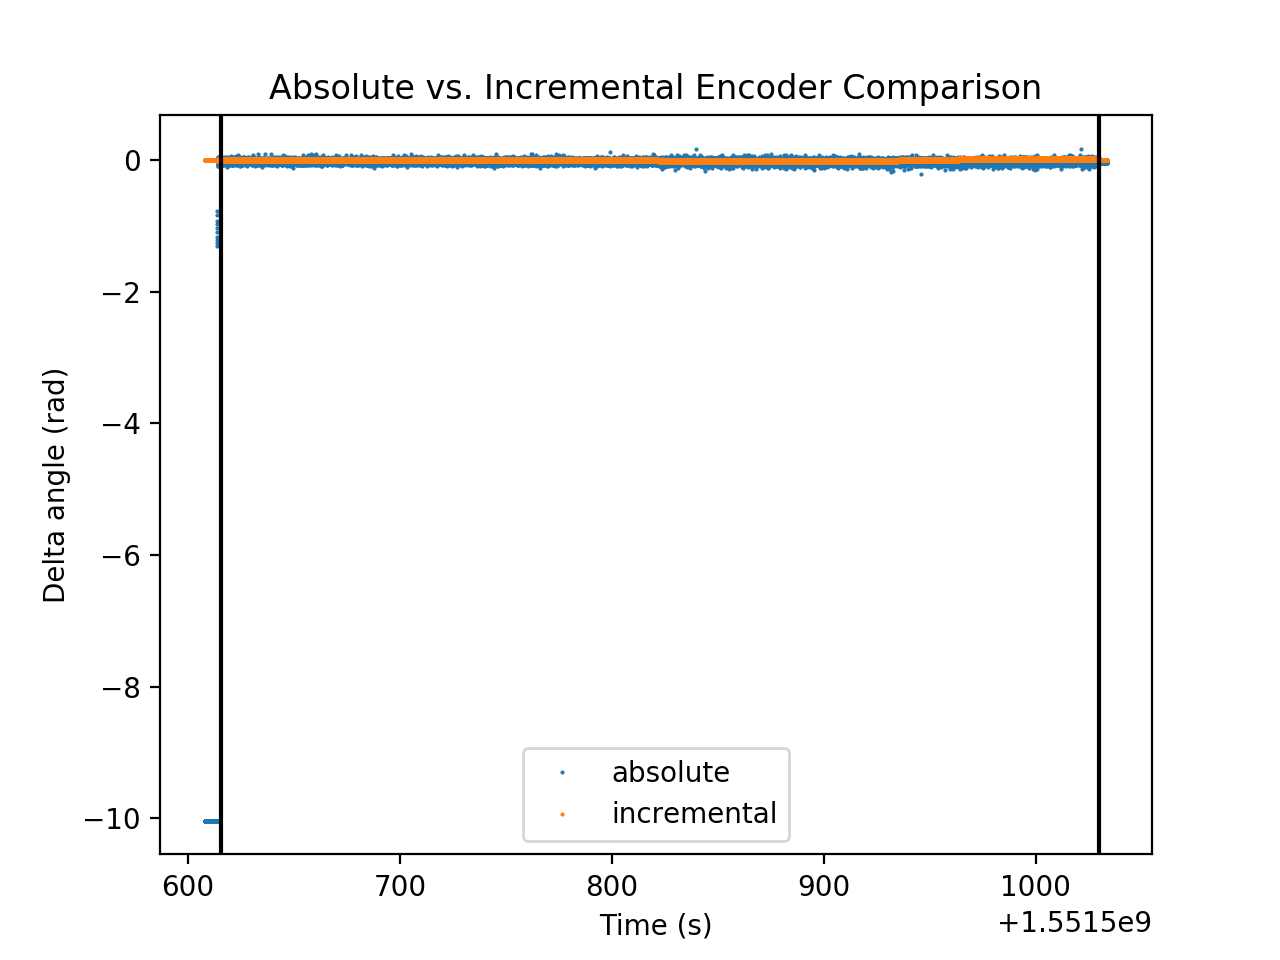 Absolute vs. Incremental Encoder Comparison
0
−2
−4
−6
−8
−10
Delta angle (rad)
absolute
incremental
600 700 800 900 1000
+1.5515e9
Time (s)